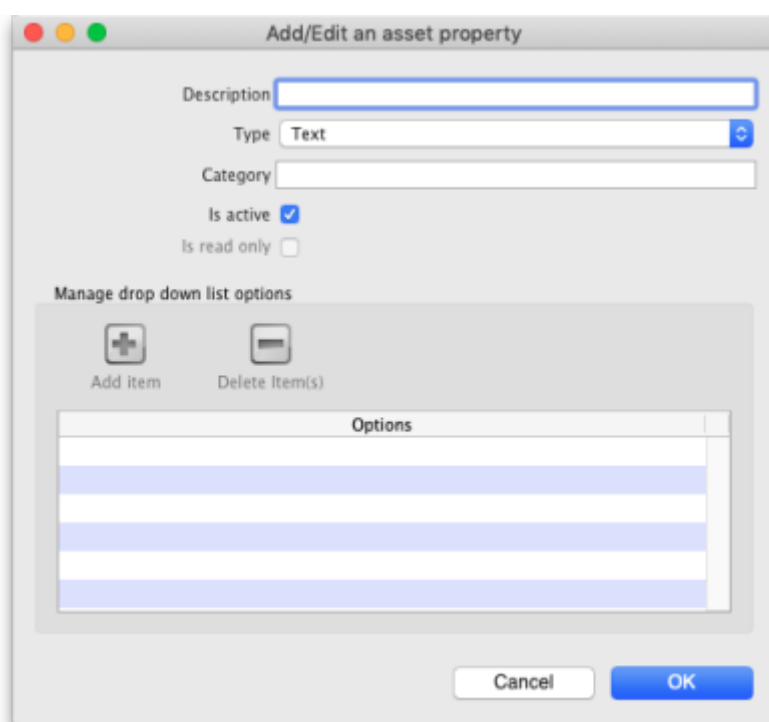 Add/Edit an asset property
Description
Type Text
Category
Is active
Is read only
Manage drop down list options
Add item Delete Item(s)
Options
Cancel OK